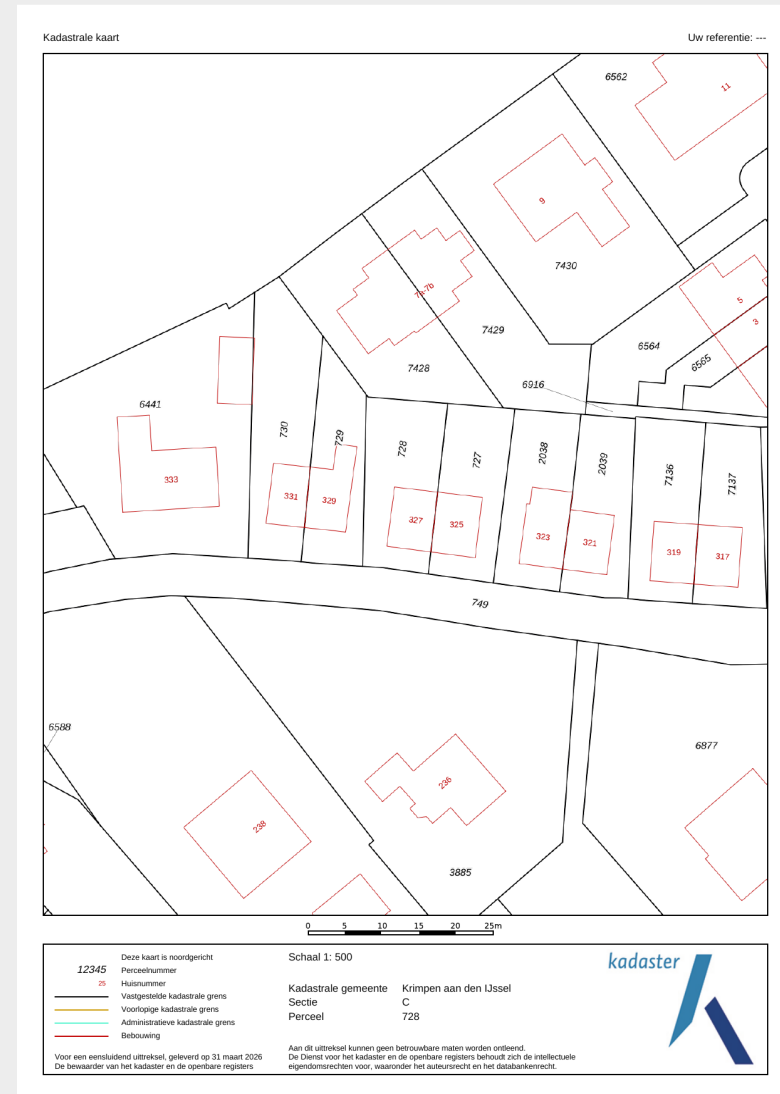 Kadastrale kaart
Uw referentie: ---
6562
11
9
7430
7a-7b
5
3
7429
6564
6565
7428
6916
6441
730
729
728
727
2038
2039
7136
7137
333
331
329
327
325
323
321
319
317
749
6588
6877
236
238
3885
0 5 10 15 20 25m
Deze kaart is noordgericht
12345 Perceelnummer
25 Huisnummer
Vastgestelde kadastrale grens
Voorlopige kadastrale grens
Administratieve kadastrale grens
Bebouwing
Voor een eensluidend uittreksel, geleverd op 31 maart 2026
De bewaarder van het kadaster en de openbare registers
Schaal 1: 500
Kadastrale gemeente Krimpen aan den IJssel
Sectie C
Perceel 728
Aan dit uittreksel kunnen geen betrouwbare maten worden ontleend.
De Dienst voor het kadaster en de openbare registers behoudt zich de intellectuele
eigendomsrechten voor, waaronder het auteursrecht en het databankenrecht.
kadaster